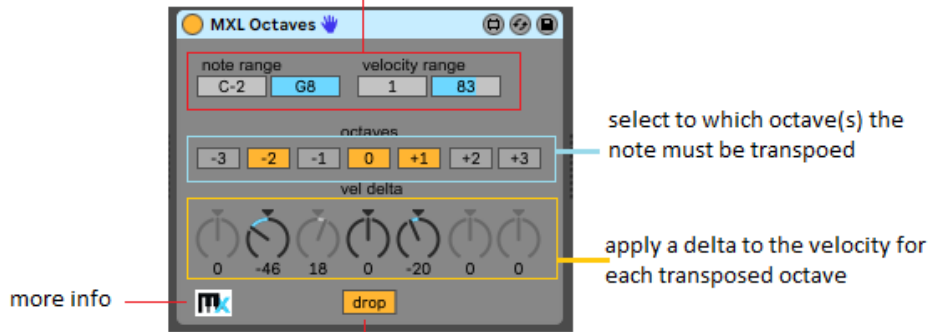 MXL Octaves
note range velocity range
C-2 G8 1 83
octaves
-3 -2 -1 0 +1 +2 +3
select to which octave(s) the
note must be transpoed
vel delta
0 -46 18 0 -20 0 0
apply a delta to the velocity for
each transposed octave
more info
mx
drop